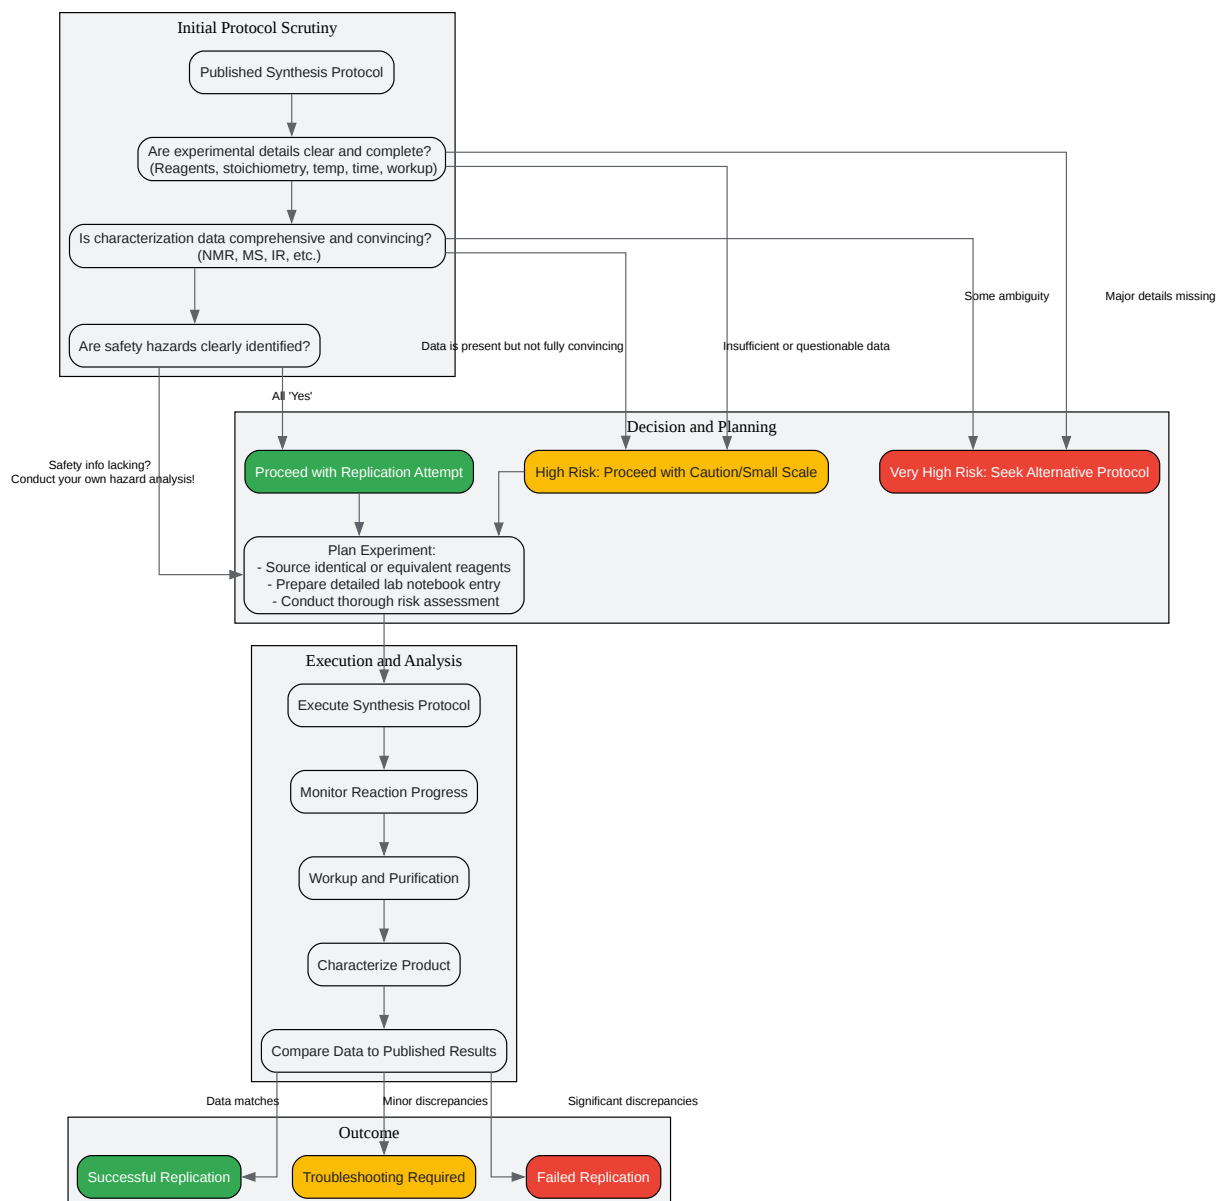 Initial Protocol Scrutiny
Published Synthesis Protocol
Are experimental details clear and complete?
(Reagents, stoichiometry, temp, time, workup)
Is characterization data comprehensive and convincing?
(NMR, MS, IR, etc.)
Some ambiguity
Major details missing
Are safety hazards clearly identified?
Data is present but not fully convincing
Insufficient or questionable data
All 'Yes'
Safety info lacking?
Conduct your own hazard analysis!
Decision and Planning
Proceed with Replication Attempt
High Risk: Proceed with Caution/Small Scale
Very High Risk: Seek Alternative Protocol
Plan Experiment:
- Source identical or equivalent reagents
- Prepare detailed lab notebook entry
- Conduct thorough risk assessment
Execution and Analysis
Execute Synthesis Protocol
Monitor Reaction Progress
Workup and Purification
Characterize Product
Compare Data to Published Results
Data matches
Minor discrepancies
Significant discrepancies
Outcome
Successful Replication
Troubleshooting Required
Failed Replication